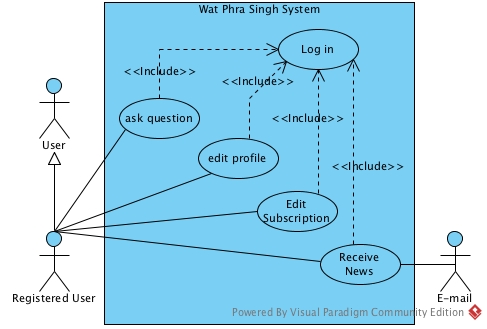 Wat Phra Singh System
Log in
<<Include>>
<<Include>>
ask question
<<Include>>
User
edit profile
<<Include>>
Edit
Subscription
Receive
News
Registered User
E-mail
Powered By Visual Paradigm Community Edition